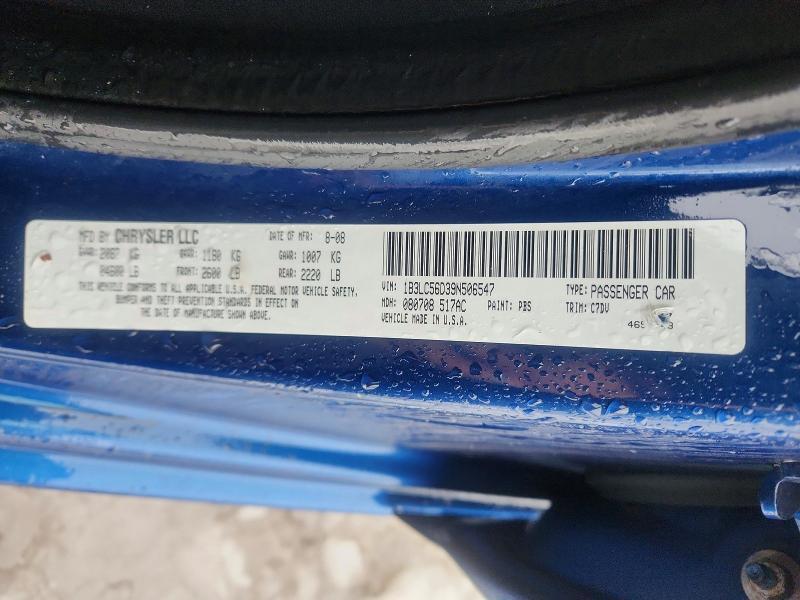 MFD BY CHRYSLER LLC DATE OF MFR: 8-08
GVWR: 2087 KG GAWR: 1180 KG GAWR: 1007 KG
04600 LB FRONT: 2600 LB REAR: 2220 LB
THIS VEHICLE CONFORMS TO ALL APPLICABLE U.S.A. FEDERAL MOTOR VEHICLE SAFETY,
BUMPER AND THEFT PREVENTION STANDARDS IN EFFECT ON
THE DATE OF MANUFACTURE SHOWN ABOVE.
VIN: 1B3LC56D39N506547 TYPE: PASSENGER CAR
MDH: 080708 517AC PAINT: PBS TRIM: C7DV
VEHICLE MADE IN U.S.A.